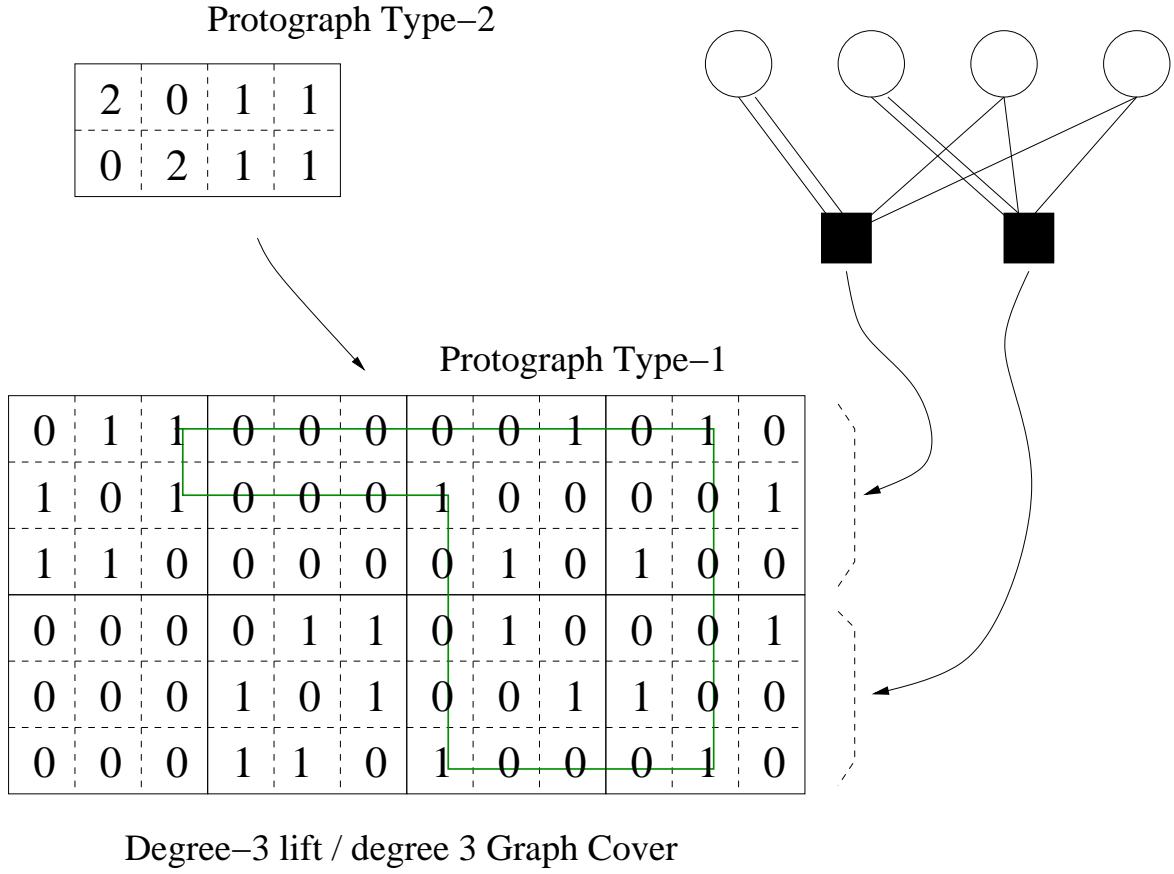 Protograph Type−2
2 0 1 1
0 2 1 1
Protograph Type−1
0 1 1 0 0 0 0 0 1 0 1 0
1 0 1 0 0 0 1 0 0 0 0 1
1 1 0 0 0 0 0 1 0 1 0 0
0 0 0 0 1 1 0 1 0 0 0 1
0 0 0 1 0 1 0 0 1 1 0 0
0 0 0 1 1 0 1 0 0 0 1 0
Degree−3 lift / degree 3 Graph Cover